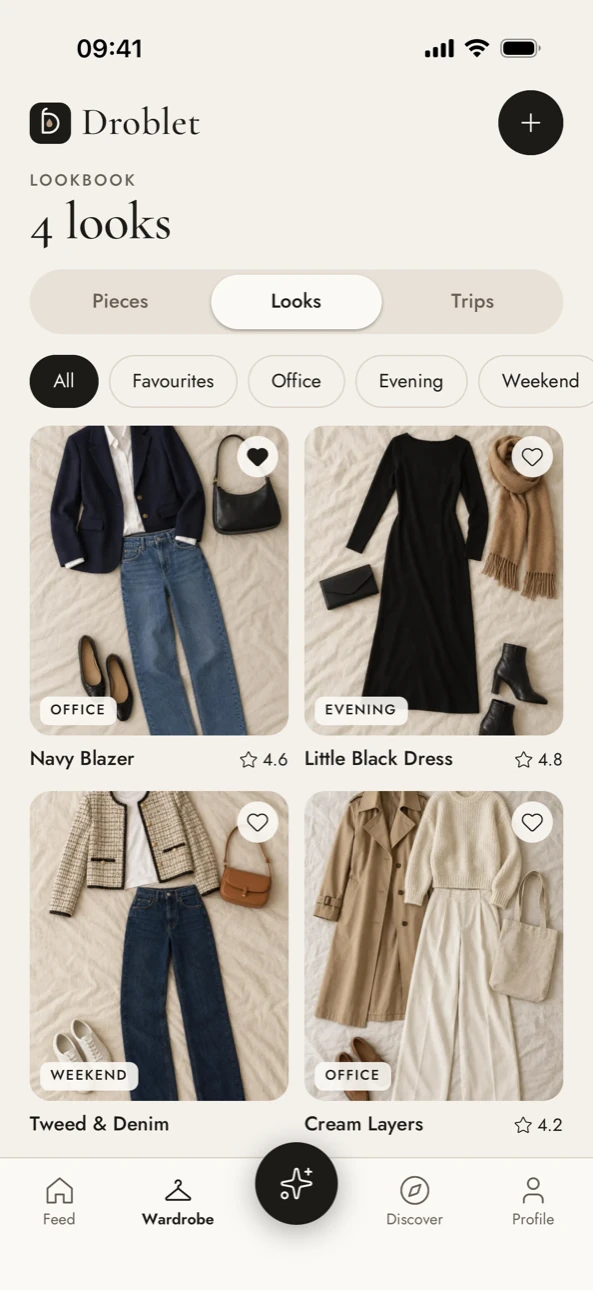 09:41
Droblet
LOOKBOOK
4 looks
Pieces
Looks
Trips
All
Favourites
Office
Evening
Weekend
OFFICE
EVENING
Navy Blazer
4.6
Little Black Dress
4.8
WEEKEND
OFFICE
Tweed & Denim
Cream Layers
4.2
Feed
Wardrobe
Discover
Profile